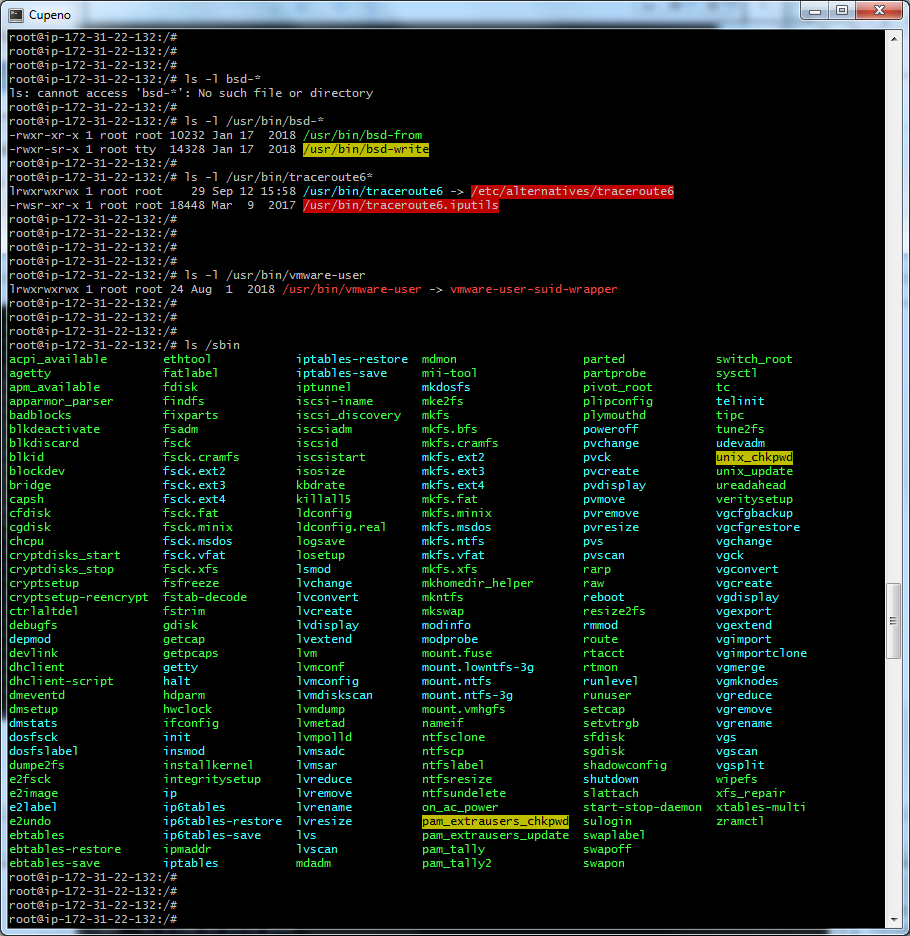 Cupeno
root@ip-172-31-22-132:/#
root@ip-172-31-22-132:/#
root@ip-172-31-22-132:/#
root@ip-172-31-22-132:/# ls -l bsd-*
ls: cannot access 'bsd-*': No such file or directory
root@ip-172-31-22-132:/#
root@ip-172-31-22-132:/# ls -l /usr/bin/bsd-*
-rwxr-xr-x 1 root root 10232 Jan 17  2018 /usr/bin/bsd-from
-rwxr-sr-x 1 root tty  14328 Jan 17  2018 /usr/bin/bsd-write
root@ip-172-31-22-132:/#
root@ip-172-31-22-132:/# ls -l /usr/bin/traceroute6*
lrwxrwxrwx 1 root root    29 Sep 12 15:58 /usr/bin/traceroute6 -> /etc/alternatives/traceroute6
-rwsr-xr-x 1 root root 18448 Mar  9  2017 /usr/bin/traceroute6.iputils
root@ip-172-31-22-132:/#
root@ip-172-31-22-132:/#
root@ip-172-31-22-132:/#
root@ip-172-31-22-132:/#
root@ip-172-31-22-132:/# ls -l /usr/bin/vmware-user
lrwxrwxrwx 1 root root 24 Aug  1  2018 /usr/bin/vmware-user -> vmware-user-suid-wrapper
root@ip-172-31-22-132:/#
root@ip-172-31-22-132:/#
root@ip-172-31-22-132:/#
root@ip-172-31-22-132:/# ls /sbin
acpi_available ethtool iptables-restore mdmon parted switch_root
agetty fatlabel iptables-save mii-tool partprobe sysctl
apm_available fdisk iptunnel mkdosfs pivot_root tc
apparmor_parser findfs iscsi-iname mke2fs plipconfig telinit
badblocks fixparts iscsi_discovery mkfs plymouthd tipc
blkdeactivate fsadm iscsiadm mkfs.bfs poweroff tune2fs
blkdiscard fsck iscsid mkfs.cramfs pvchange udevadm
blkid fsck.cramfs iscsistart mkfs.ext2 pvck unix_chkpwd
blockdev fsck.ext2 isosize mkfs.ext3 pvcreate unix_update
bridge fsck.ext3 kbdrate mkfs.ext4 pvdisplay ureadahead
capsh fsck.ext4 killall5 mkfs.fat pvmove veritysetup
cfdisk fsck.fat ldconfig mkfs.minix pvremove vgcfgbackup
cgdisk fsck.minix ldconfig.real mkfs.msdos pvresize vgcfgrestore
chcpu fsck.msdos logsave mkfs.ntfs pvs vgchange
cryptdisks_start fsck.vfat losetup mkfs.vfat pvscan vgck
cryptdisks_stop fsck.xfs lsmod mkfs.xfs rarp vgconvert
cryptsetup fsfreeze lvchange mkhomedir_helper raw vgcreate
cryptsetup-reencrypt fstab-decode lvconvert mkntfs reboot vgdisplay
ctrlaltdel fstrim lvcreate mkswap resize2fs vgexport
debugfs gdisk lvdisplay modinfo rmmod vgextend
depmod getcap lvextend modprobe route vgimport
devlink getpcaps lvm mount.fuse rtacct vgimportclone
dhclient getty lvmconf mount.lowntfs-3g rtmon vgmerge
dhclient-script halt lvmconfig mount.ntfs runlevel vgmknodes
dmeventd hdparm lvmdiskscan mount.ntfs-3g runuser vgreduce
dmsetup hwclock lvmdump mount.vmhgfs setcap vgremove
dmstats ifconfig lvmetad nameif setvtrgb vgrename
dosfsck init lvmpolld ntfsclone sfdisk vgs
dosfslabel insmod lvmsadc ntfscp sgdisk vgscan
dumpe2fs installkernel lvmsar ntfslabel shadowconfig vgsplit
e2fsck integritysetup lvreduce ntfsresize shutdown wipefs
e2image ip lvremove ntfsundelete slattach xfs_repair
e2label ip6tables lvrename on_ac_power start-stop-daemon xtables-multi
e2undo ip6tables-restore lvresize pam_extrausers_chkpwd sulogin zramctl
ebtables ip6tables-save lvs pam_extrausers_update swaplabel
ebtables-restore ipmaddr lvscan pam_tally swapoff
ebtables-save iptables mdadm pam_tally2 swapon
root@ip-172-31-22-132:/#
root@ip-172-31-22-132:/#
root@ip-172-31-22-132:/#
root@ip-172-31-22-132:/#